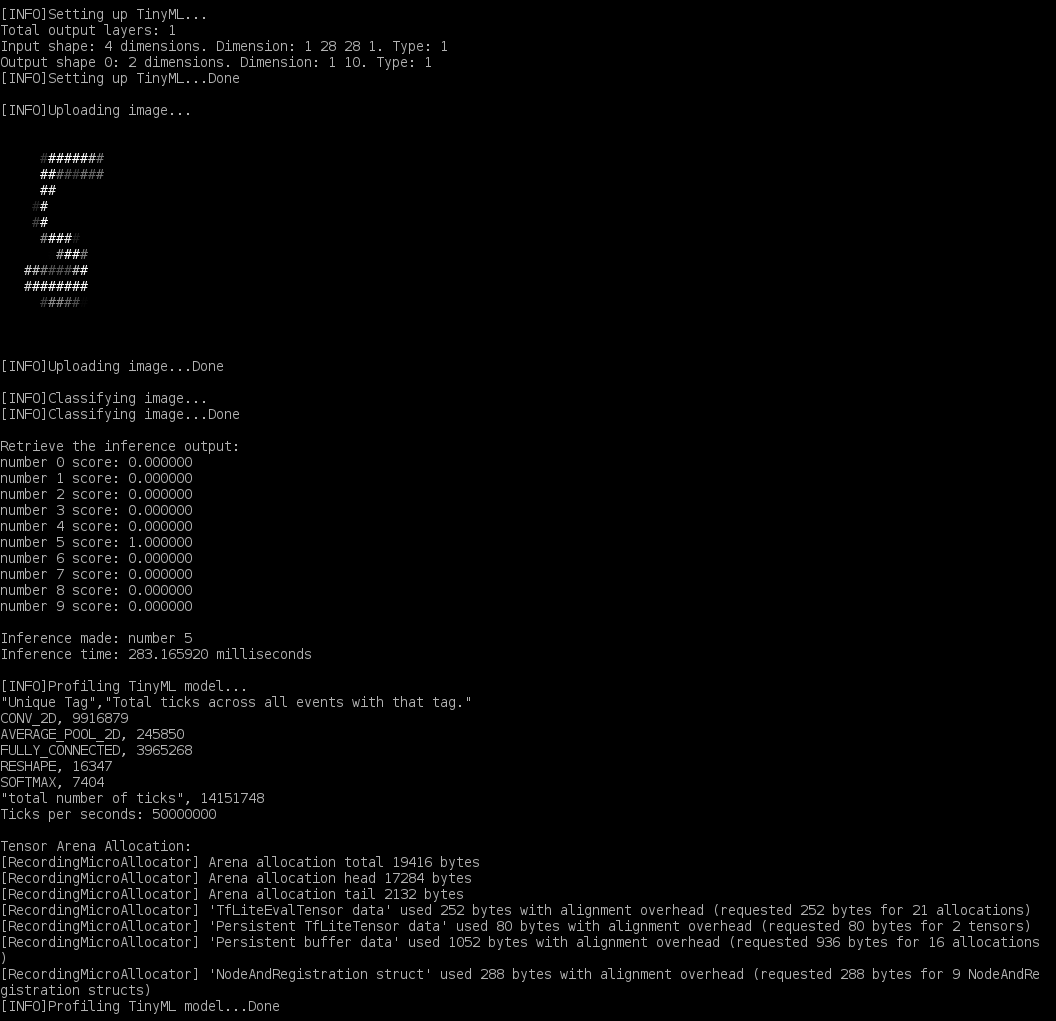 [INFO]Setting up TinyML...
Total output layers: 1
Input shape: 4 dimensions. Dimension: 1 28 28 1. Type: 1
Output shape 0: 2 dimensions. Dimension: 1 10. Type: 1
[INFO]Setting up TinyML...Done
[INFO]Uploading image...
     ########
     ########
     ##
    ##
    ##
     #####
       ####
   ########
   ########
     #####
[INFO]Uploading image...Done
[INFO]Classifying image...
[INFO]Classifying image...Done
Retrieve the inference output:
number 0 score: 0.000000
number 1 score: 0.000000
number 2 score: 0.000000
number 3 score: 0.000000
number 4 score: 0.000000
number 5 score: 1.000000
number 6 score: 0.000000
number 7 score: 0.000000
number 8 score: 0.000000
number 9 score: 0.000000
Inference made: number 5
Inference time: 283.165920 milliseconds
[INFO]Profiling TinyML model...
"Unique Tag","Total ticks across all events with that tag."
CONV_2D, 9916879
AVERAGE_POOL_2D, 245850
FULLY_CONNECTED, 3965268
RESHAPE, 16347
SOFTMAX, 7404
"total number of ticks", 14151748
Ticks per seconds: 50000000
Tensor Arena Allocation:
[RecordingMicroAllocator] Arena allocation total 19416 bytes
[RecordingMicroAllocator] Arena allocation head 17284 bytes
[RecordingMicroAllocator] Arena allocation tail 2132 bytes
[RecordingMicroAllocator] 'TfLiteEvalTensor data' used 252 bytes with alignment overhead (requested 252 bytes for 21 allocations)
[RecordingMicroAllocator] 'Persistent TfLiteTensor data' used 80 bytes with alignment overhead (requested 80 bytes for 2 tensors)
[RecordingMicroAllocator] 'Persistent buffer data' used 1052 bytes with alignment overhead (requested 936 bytes for 16 allocations
)
[RecordingMicroAllocator] 'NodeAndRegistration struct' used 288 bytes with alignment overhead (requested 288 bytes for 9 NodeAndRe
gistration structs)
[INFO]Profiling TinyML model...Done